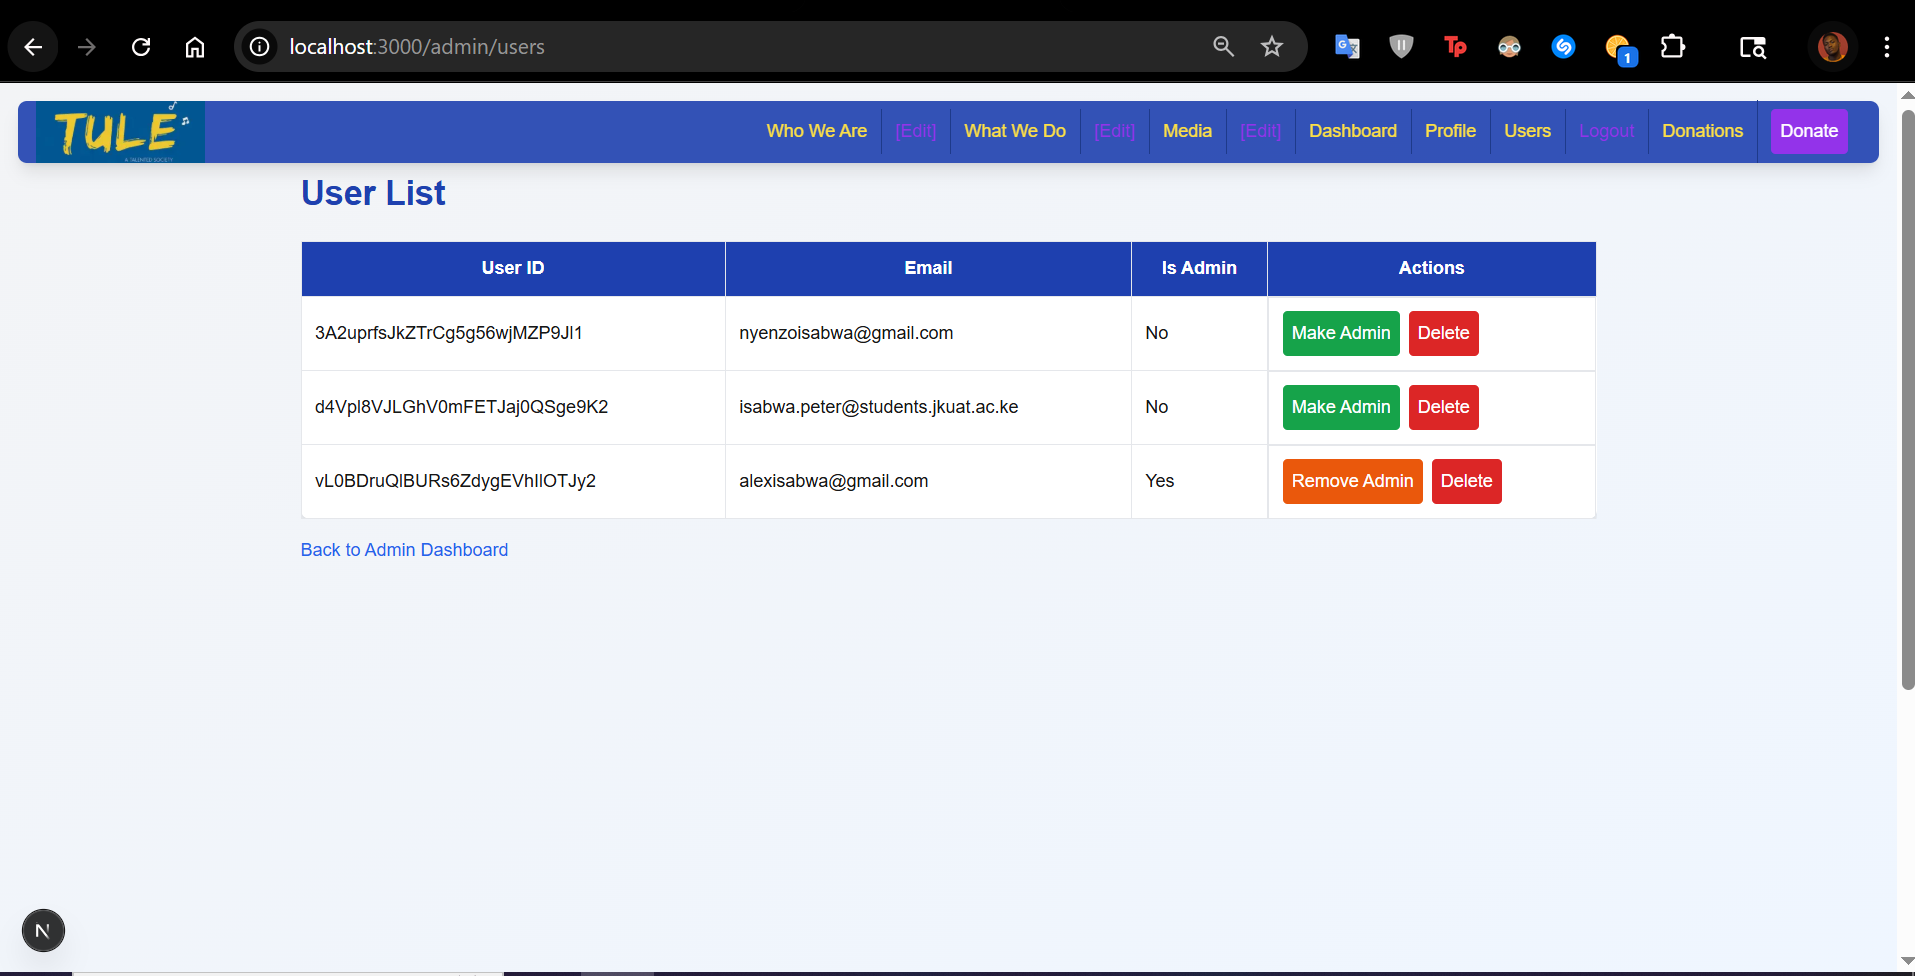 localhost:3000/admin/users
1
TULE
A TALENTED SOCIETY
Who We Are [Edit] What We Do [Edit] Media [Edit] Dashboard Profile Users Logout Donations Donate
User List
User ID Email Is Admin Actions
3A2uprfsJkZTrCg5g56wjMZP9Jl1 nyenzoisabwa@gmail.com No Make Admin Delete
d4Vpl8VJLGhV0mFETJaj0QSge9K2 isabwa.peter@students.jkuat.ac.ke No Make Admin Delete
vL0BDruQlBURs6ZdygEVhIlOTJy2 alexisabwa@gmail.com Yes Remove Admin Delete
Back to Admin Dashboard
N